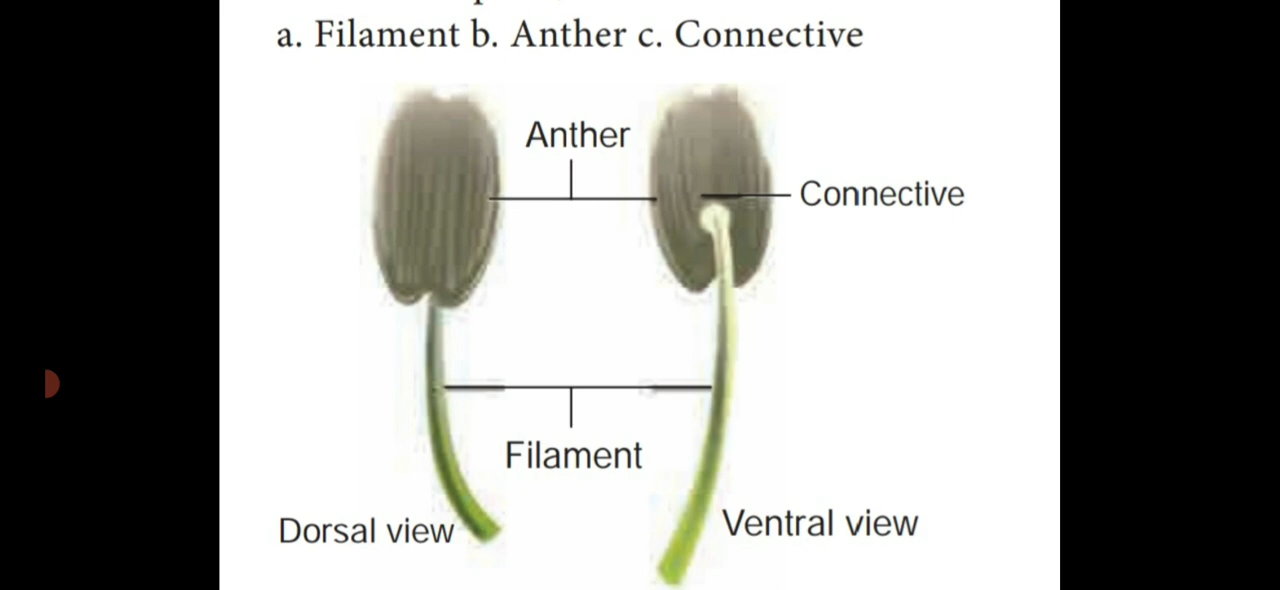 a. Filament b. Anther c. Connective
Anther
Connective
Filament
Dorsal view
Ventral view